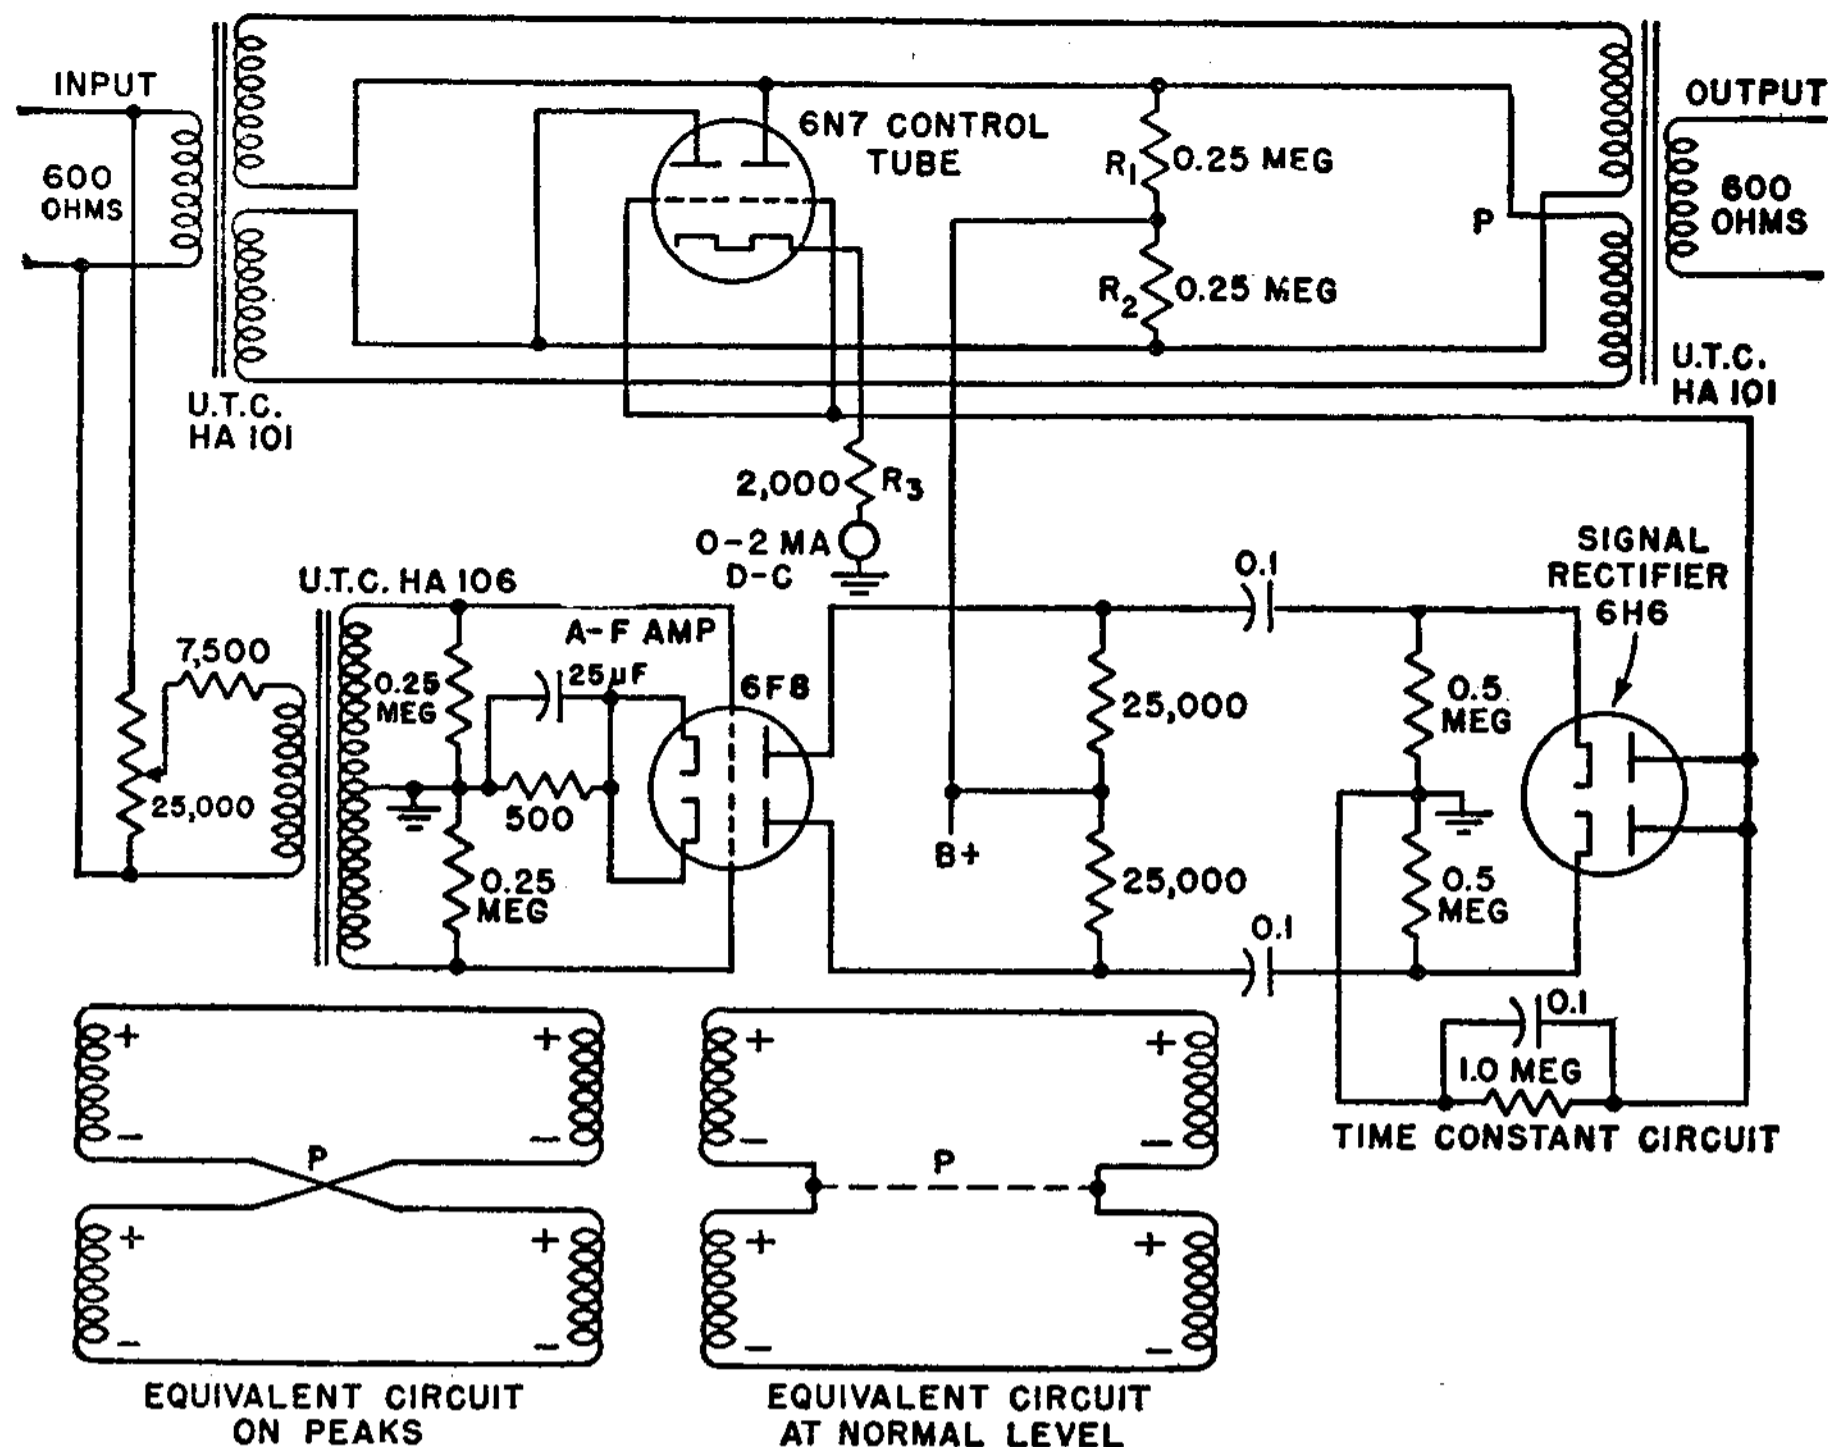 INPUT
600
OHMS
6N7 CONTROL
TUBE
R1 0.25 MEG
R2 0.25 MEG
P
OUTPUT
600
OHMS
U.T.C.
HA 101
U.T.C.
HA 101
2,000 R3
0-2 MA
D-C
U.T.C. HA 106
A-F AMP
7,500
25,000
0.25
MEG
25µF
500
0.25
MEG
6F8
25,000
25,000
B+
0.1
0.1
0.5
MEG
0.5
MEG
SIGNAL
RECTIFIER
6H6
0.1
1.0 MEG
TIME CONSTANT CIRCUIT
+ +
- -
P
+ +
- -
EQUIVALENT CIRCUIT
ON PEAKS
+ +
- -
P
+ +
- -
EQUIVALENT CIRCUIT
AT NORMAL LEVEL